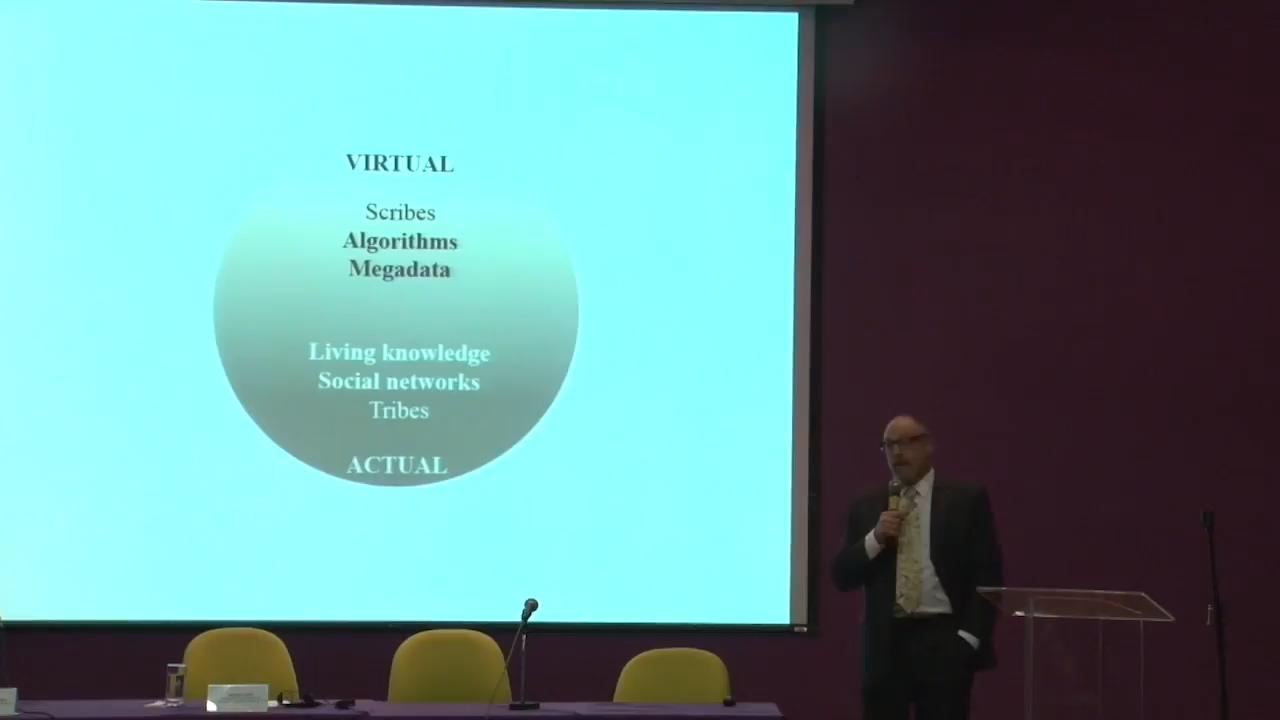 VIRTUAL
Scribes
Algorithms
Megadata
Living knowledge
Social networks
Tribes
ACTUAL